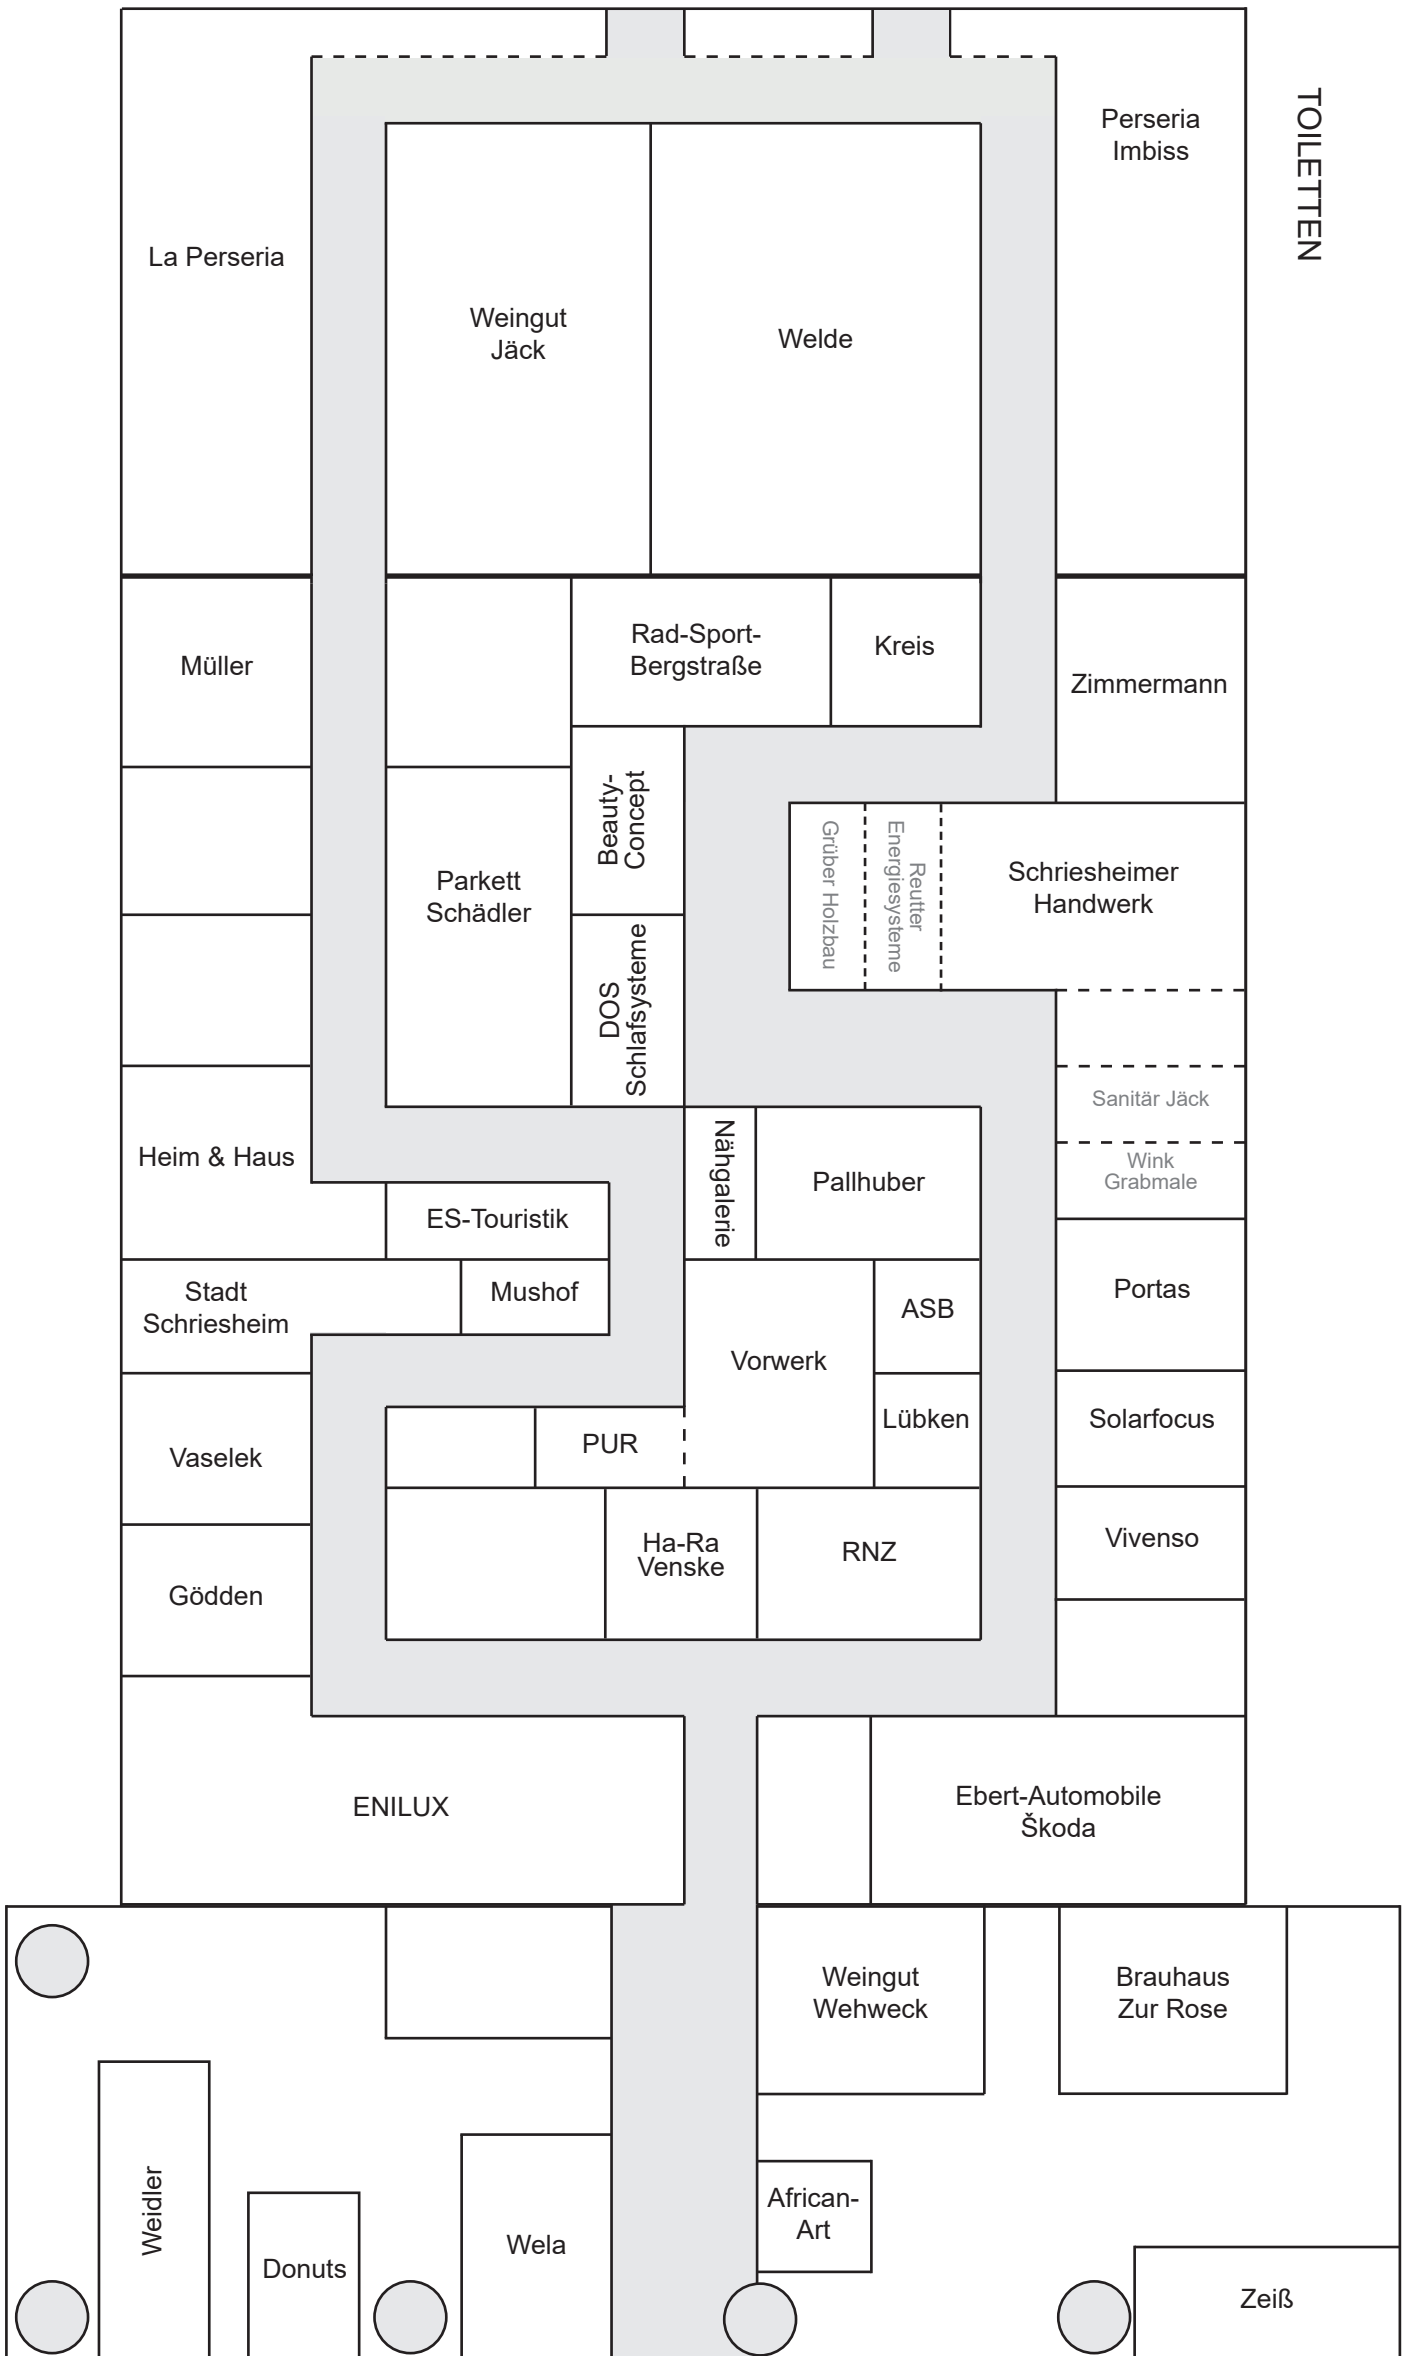 TOILETTEN
Perseria
Imbiss
La Perseria
Weingut
Jäck
Welde
Müller
Rad-Sport-
Bergstraße
Kreis
Zimmermann
Beauty-
Concept
Parkett
Schädler
Grüber Holzbau
Reutter
Energiesysteme
Schriesheimer
Handwerk
DOS
Schlafsysteme
Sanitär Jäck
Heim & Haus
Nähgalerie
Pallhuber
Wink
Grabmale
ES-Touristik
Stadt
Schriesheim
Mushof
ASB
Portas
Vorwerk
Lübken
Solarfocus
Vaselek
PUR
Ha-Ra
Venske
RNZ
Vivenso
Gödden
ENILUX
Ebert-Automobile
Škoda
Weingut
Wehweck
Brauhaus
Zur Rose
Weidler
Donuts
Wela
African-
Art
Zeiß